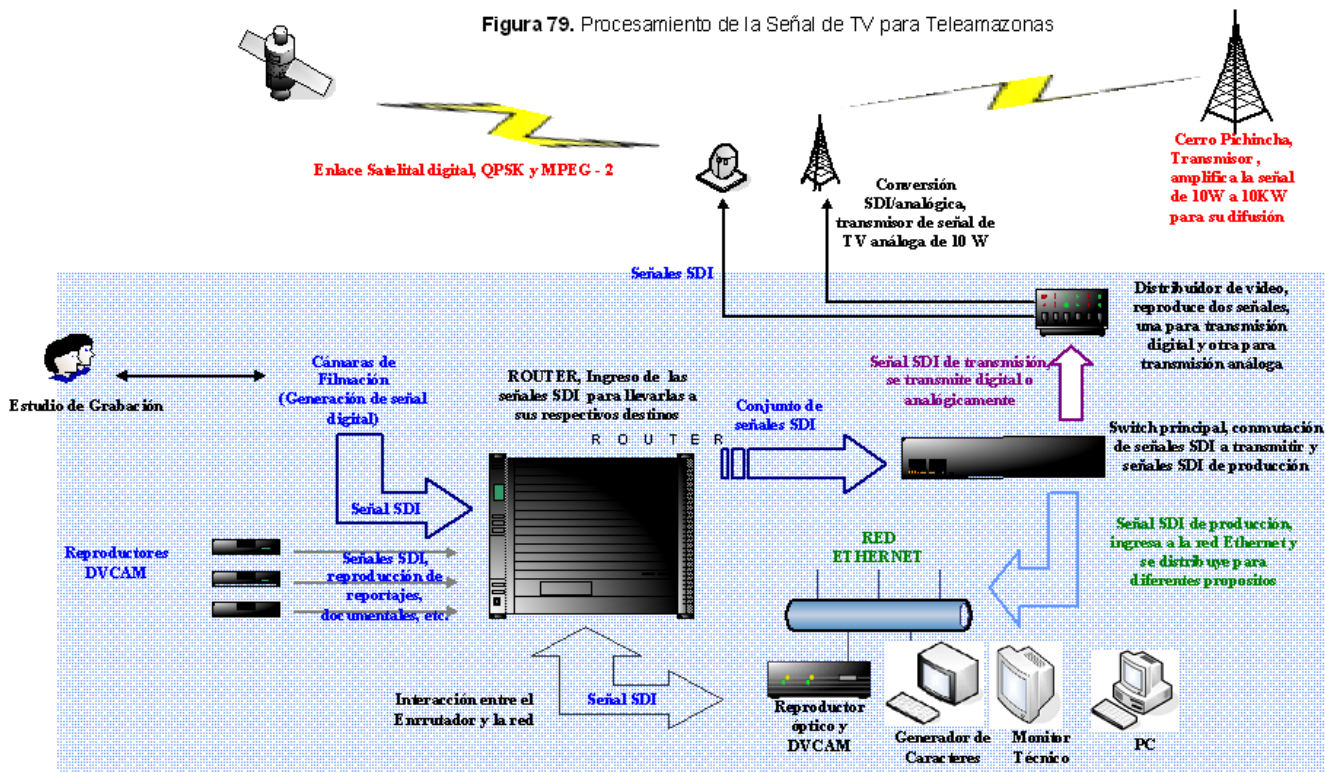 Figura 79. Procesamiento de la Señal de TV para Teleamazonas
Enlace Satelital digital, QPSK y MPEG - 2
Cerro Pichincha,
Transmisor ,
amplifica la señal
de 10W a 10KW
para su difusión
Conversión
SDI/analógica,
transmisor de señal de
TV análoga de 10 W
Señales SDI
Distribuidor de video,
reproduce dos señales,
una para transmisión
digital y otra para
transmisión análoga
Estudio de Grabación
Cámaras de
Filmación
(Generación de señal
digital)
ROUTER, Ingreso de las
señales SDI para llevarlas a
sus respectivos destinos
R O U T E R
Conjunto de
señales SDI
Señal SDI de transmisión,
se transmite digital o
analógicamente
Switch principal, conmutación
de señales SDI a transmitir y
señales SDI de producción
Señal SDI
Reproductores
DVCAM
Señales SDI,
reproducción de
reportajes,
documentales, etc.
RED
ETHERNET
Señal SDI de producción,
ingresa a la red Ethernet y
se distribuye para
diferentes propositos
Interacción entre el
Enrrutador y la red
Señal SDI
Reproductor
óptico y
DVCAM
Generador de
Caracteres
Monitor
Técnico
PC